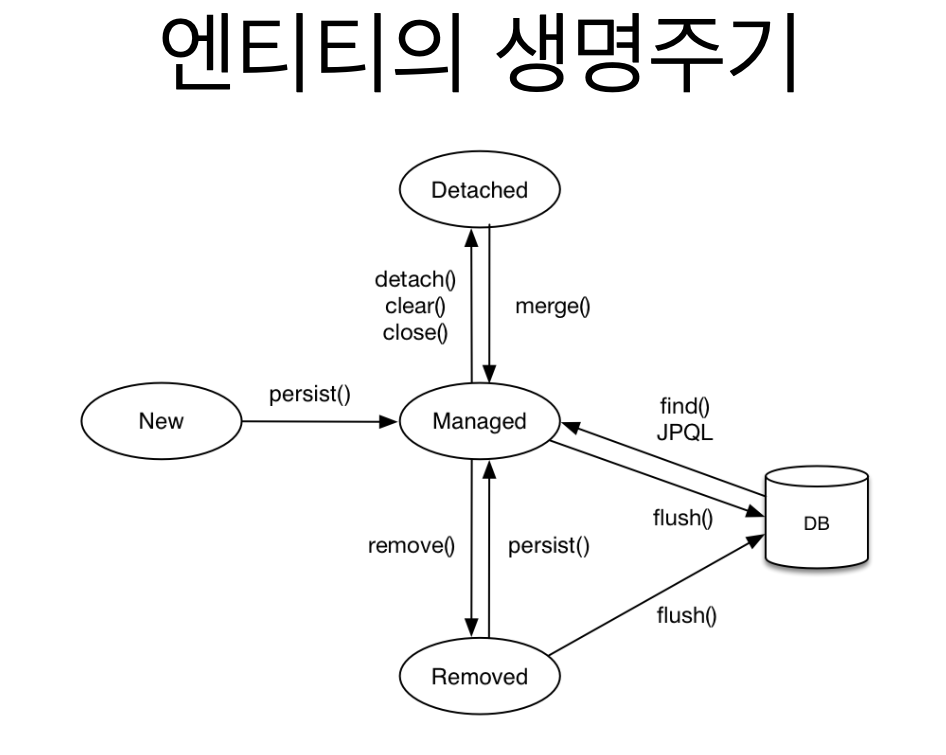 엔티티의 생명주기
Detached
detach()
clear()
close()
merge()
New
persist()
Managed
find()
JPQL
flush()
DB
remove()
persist()
flush()
Removed